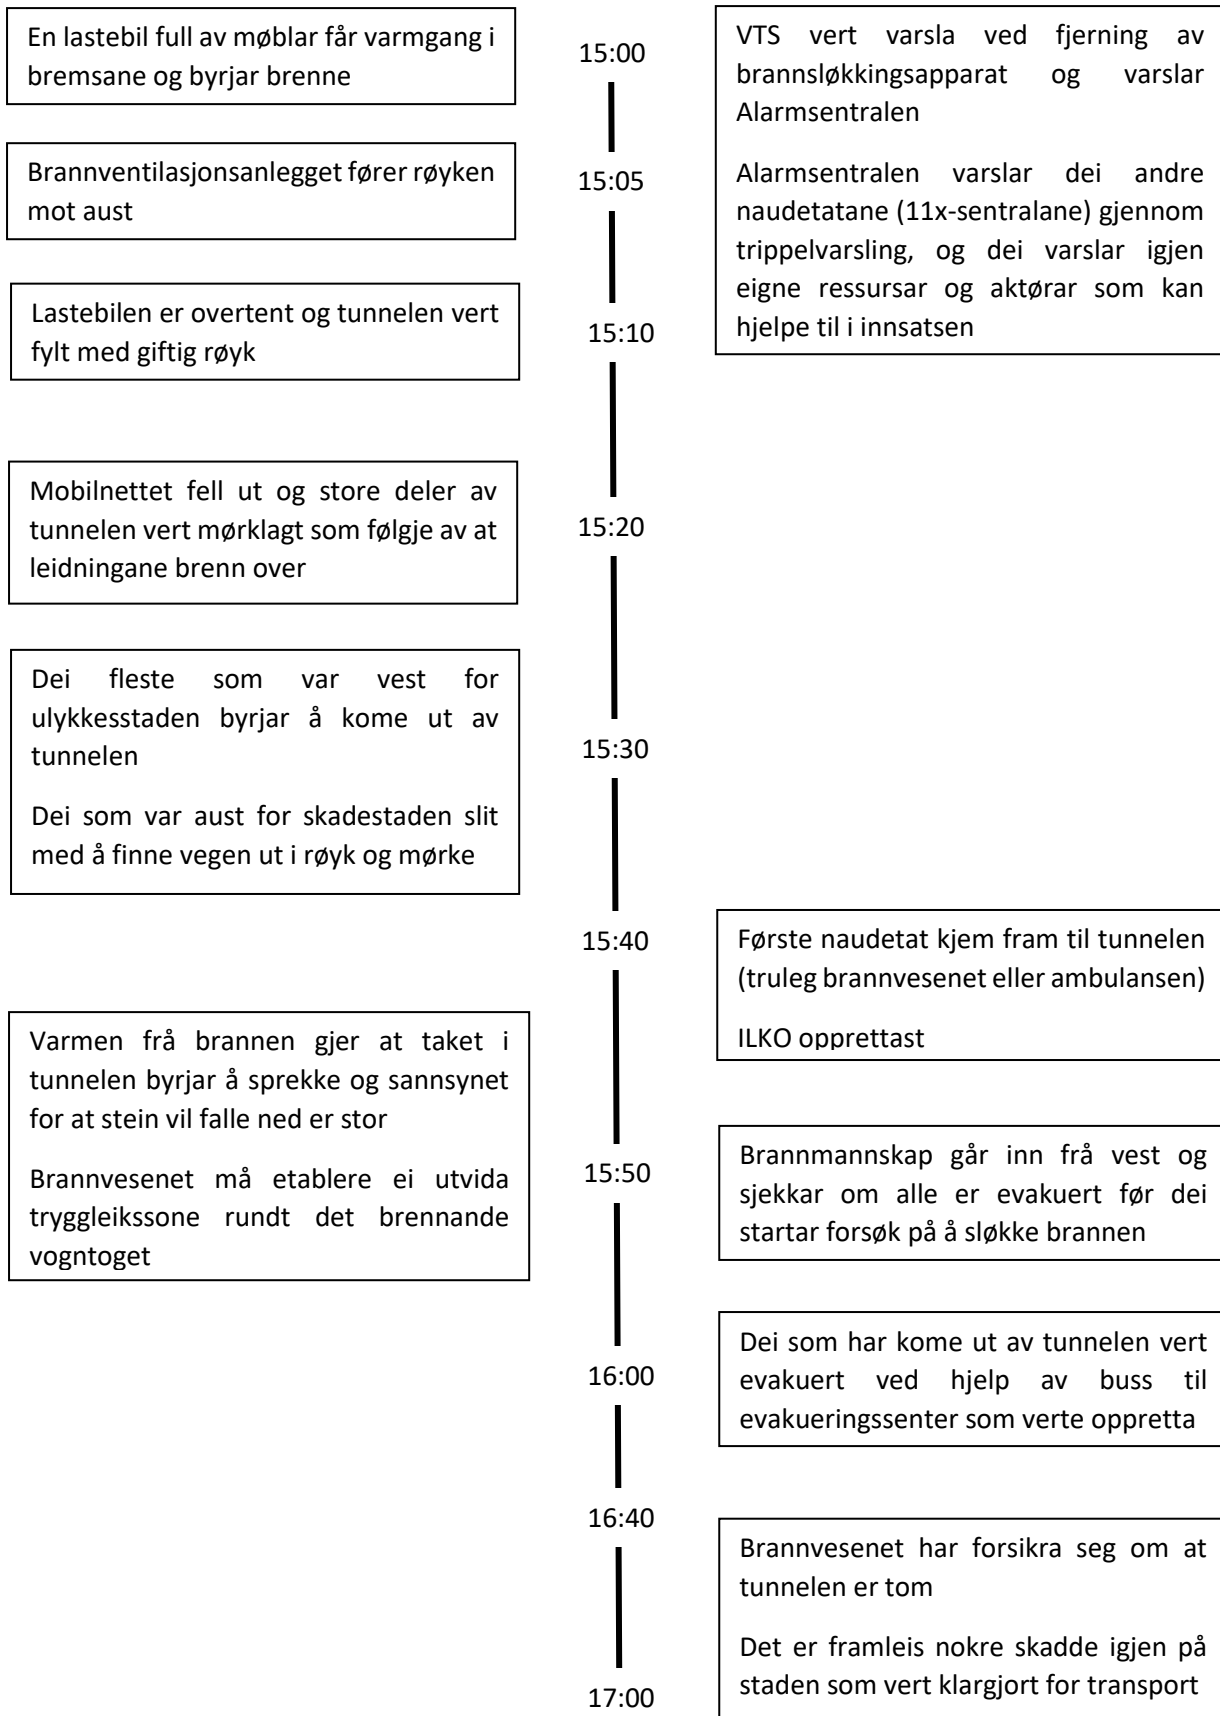 En lastebil full av møblar får varmgang i
bremsane og byrjar brenne
15:00
VTS vert varsla ved fjerning av
brannsløkkingsapparat og varslar
Alarmsentralen
Alarmsentralen varslar dei andre
naudetatane (11x-sentralane) gjennom
trippelvarsling, og dei varslar igjen
eigne ressursar og aktørar som kan
hjelpe til i innsatsen
Brannventilasjonsanlegget fører røyken
mot aust
15:05
Lastebilen er overtent og tunnelen vert
fylt med giftig røyk
15:10
Mobilnettet fell ut og store deler av
tunnelen vert mørklagt som følgje av at
leidningane brenn over
15:20
Dei fleste som var vest for
ulykkesstaden byrjar å kome ut av
tunnelen
Dei som var aust for skadestaden slit
med å finne vegen ut i røyk og mørke
15:30
15:40
Første naudetat kjem fram til tunnelen
(truleg brannvesenet eller ambulansen)
ILKO opprettast
Varmen frå brannen gjer at taket i
tunnelen byrjar å sprekke og sannsynet
for at stein vil falle ned er stor
Brannvesenet må etablere ei utvida
tryggleikssone rundt det brennande
vogntoget
15:50
Brannmannskap går inn frå vest og
sjekkar om alle er evakuert før dei
startar forsøk på å sløkke brannen
16:00
Dei som har kome ut av tunnelen vert
evakuert ved hjelp av buss til
evakueringssenter som verte oppretta
16:40
Brannvesenet har forsikra seg om at
tunnelen er tom
Det er framleis nokre skadde igjen på
staden som vert klargjort for transport
17:00